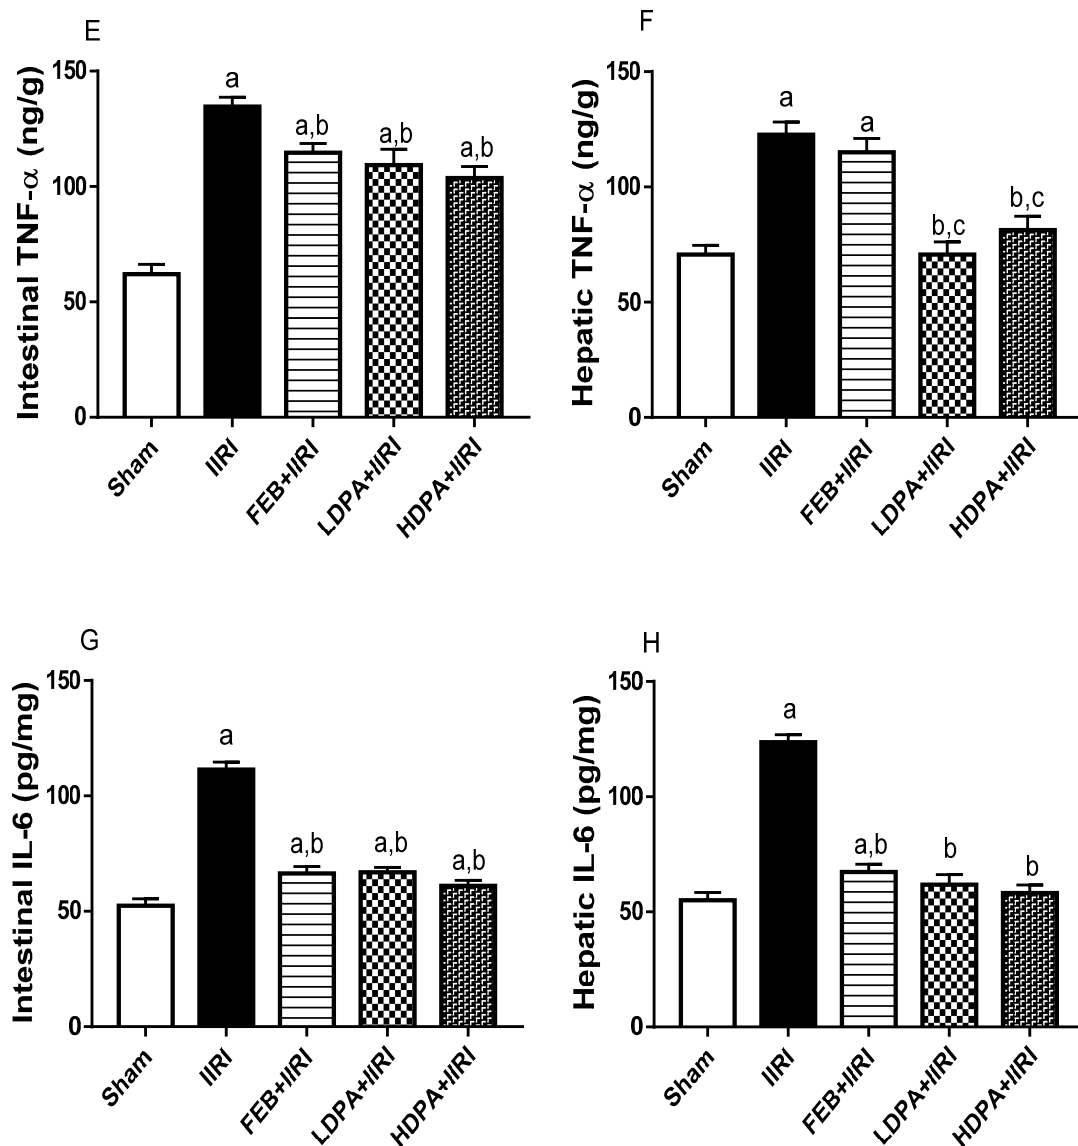 E
Intestinal TNF-α (ng/g)
150
100
50
0
a
a,b
a,b
a,b
Sham
IIRI
FEB+IIRI
LDPA+IIRI
HDPA+IIRI
F
Hepatic TNF-α (ng/g)
150
100
50
0
a
a
b,c
b,c
Sham
IIRI
FEB+IIRI
LDPA+IIRI
HDPA+IIRI
G
Intestinal IL-6 (pg/mg)
150
100
50
0
a
a,b
a,b
a,b
Sham
IIRI
FEB+IIRI
LDPA+IIRI
HDPA+IIRI
H
Hepatic IL-6 (pg/mg)
150
100
50
0
a
a,b
b
b
Sham
IIRI
FEB+IIRI
LDPA+IIRI
HDPA+IIRI